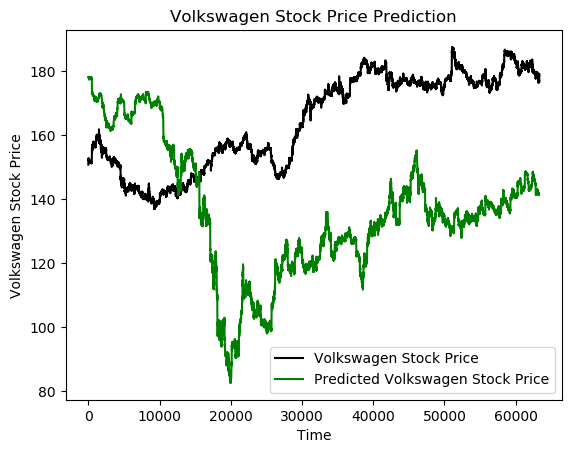 Volkswagen Stock Price Prediction
Volkswagen Stock Price
180
160
140
120
100
80
0
10000
20000
30000
40000
50000
60000
Time
Volkswagen Stock Price
Predicted Volkswagen Stock Price